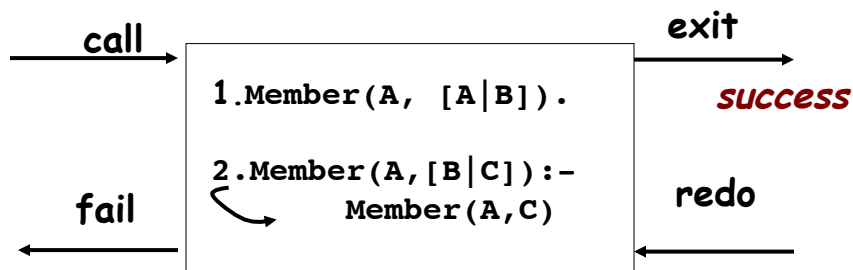 call
exit
1.Member(A, [A|B]).
success
2.Member(A,[B|C]):-
Member(A,C)
fail
redo